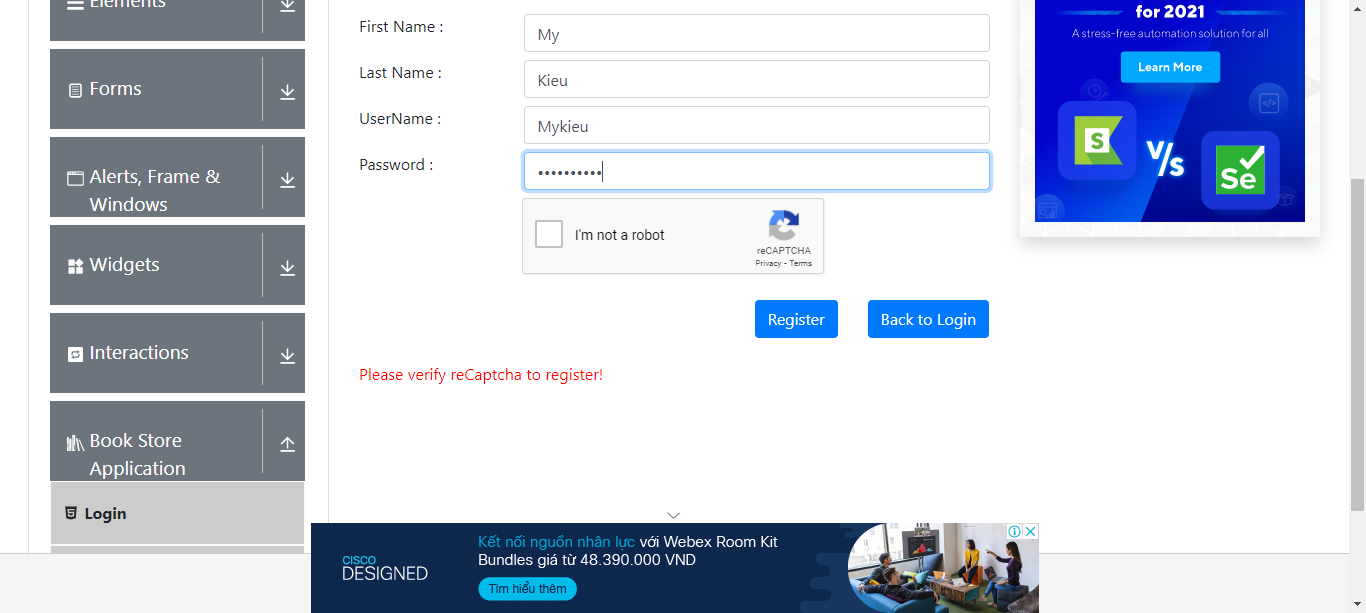 Elements
Forms
Alerts, Frame &
Windows
Widgets
Interactions
Book Store
Application
Login
First Name :
My
Last Name :
Kieu
UserName :
Mykieu
Password :
••••••••••
I'm not a robot
reCAPTCHA
Privacy - Terms
Register
Back to Login
Please verify reCaptcha to register!
for 2021
A stress-free automation solution for all
Learn More
S
V/s
Se
CISCO
DESIGNED
Kết nối nguồn nhân lực với Webex Room Kit
Bundles giá từ 48.390.000 VND
Tìm hiểu thêm